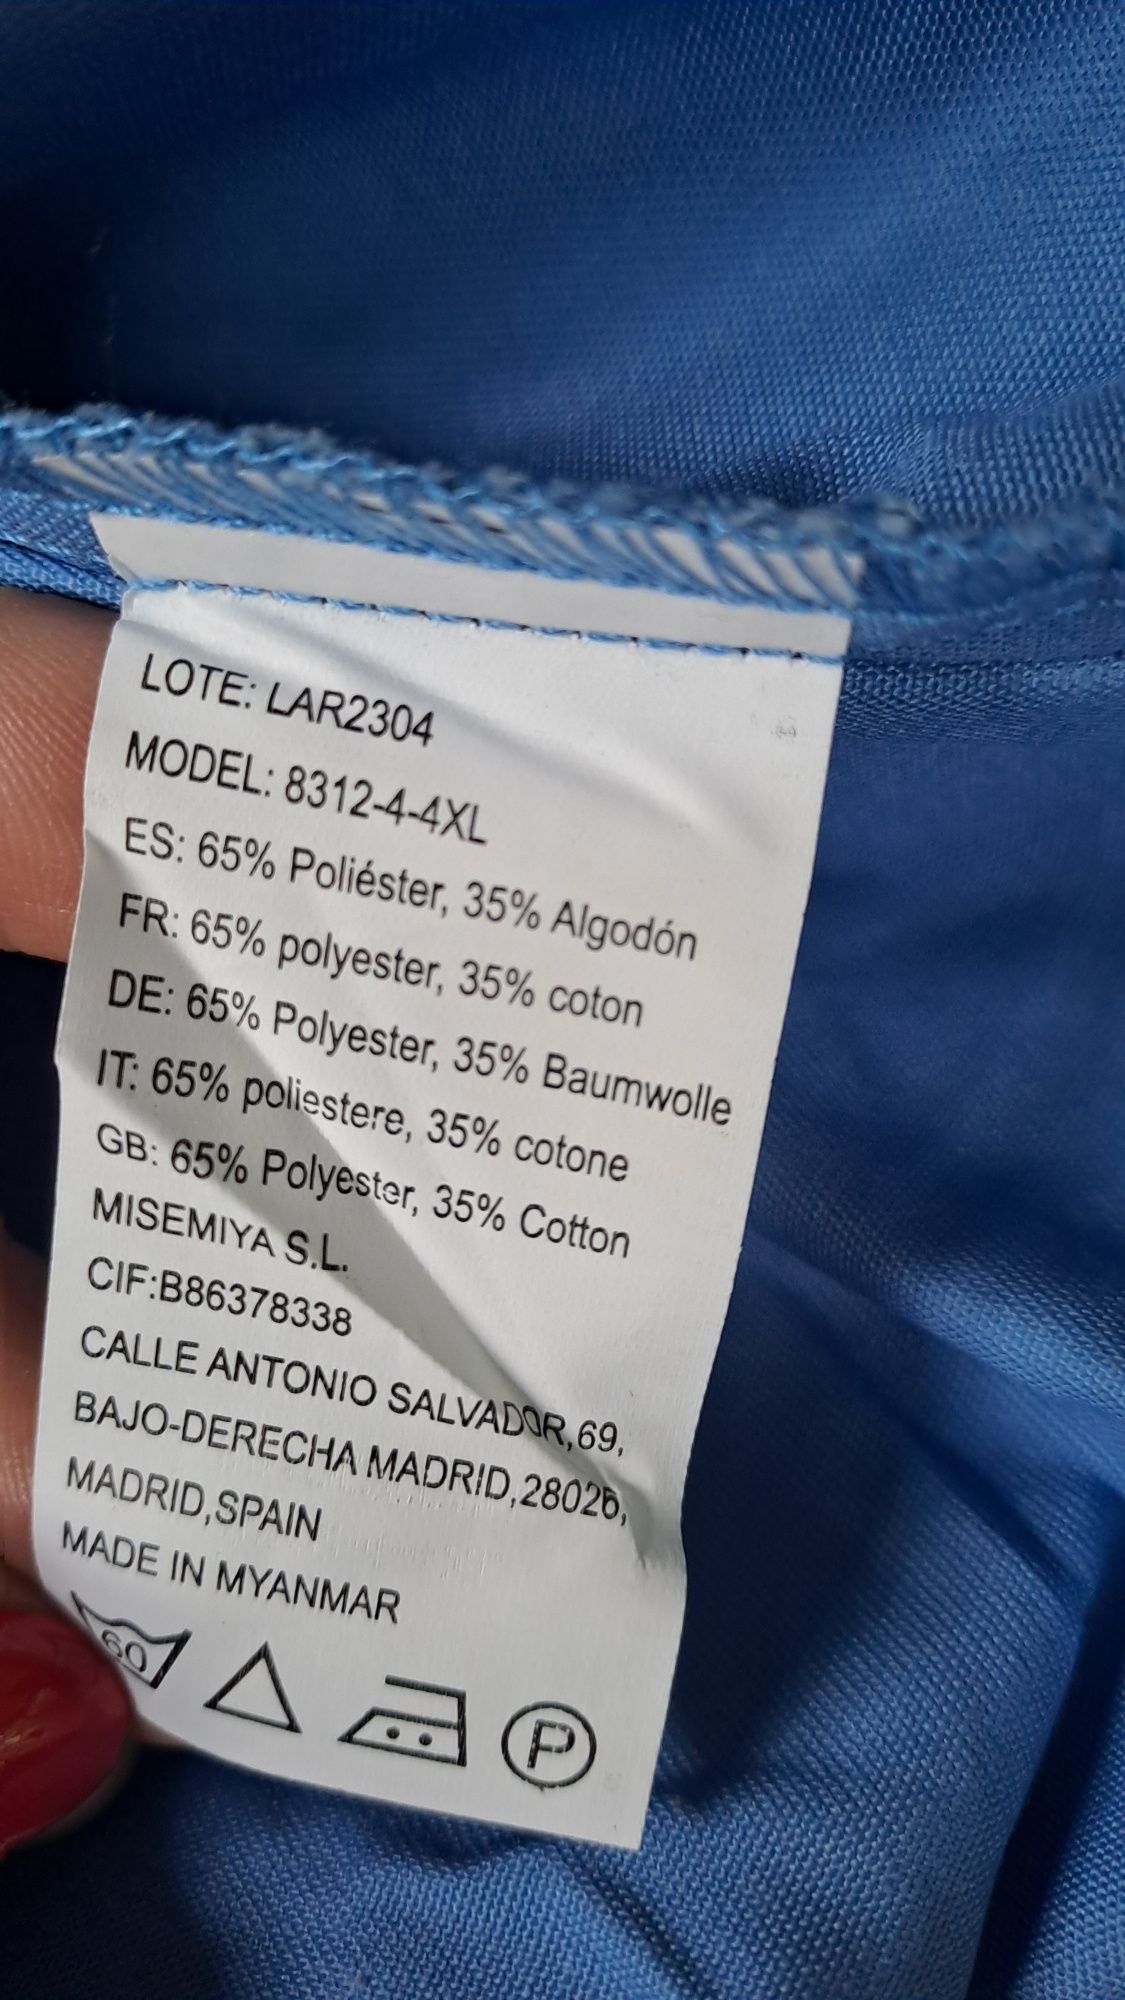 LOTE: LAR2304
MODEL: 8312-4-4XL
ES: 65% Poliéster, 35% Algodón
FR: 65% polyester, 35% coton
DE: 65% Polyester, 35% Baumwolle
IT: 65% poliestere, 35% cotone
GB: 65% Polyester, 35% Cotton
MISEMIYA S.L.
CIF:B86378338
CALLE ANTONIO SALVADOR,69,
BAJO-DERECHA MADRID,28026,
MADRID,SPAIN
MADE IN MYANMAR
60 P